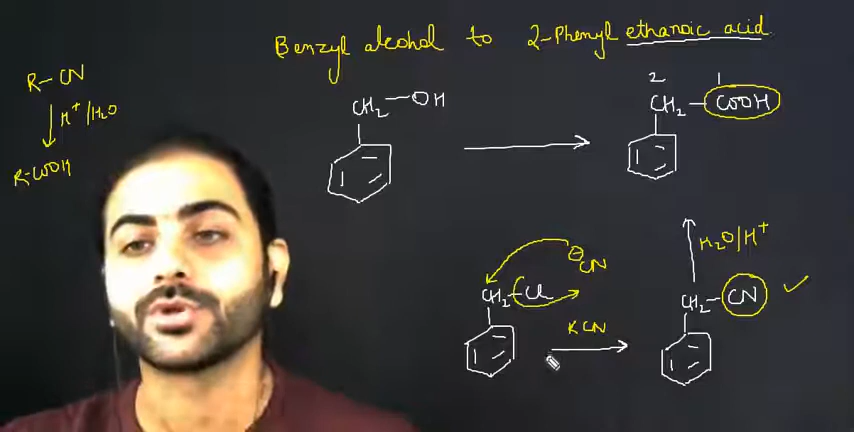 Benzyl alcohol to 2-Phenyl ethanoic acid
R-CN
H+/H2O
R-COOH
CH2-OH
2 1
CH2-COOH
H2O/H+
⊖CN
CH2-Cl
KCN
CH2-CN